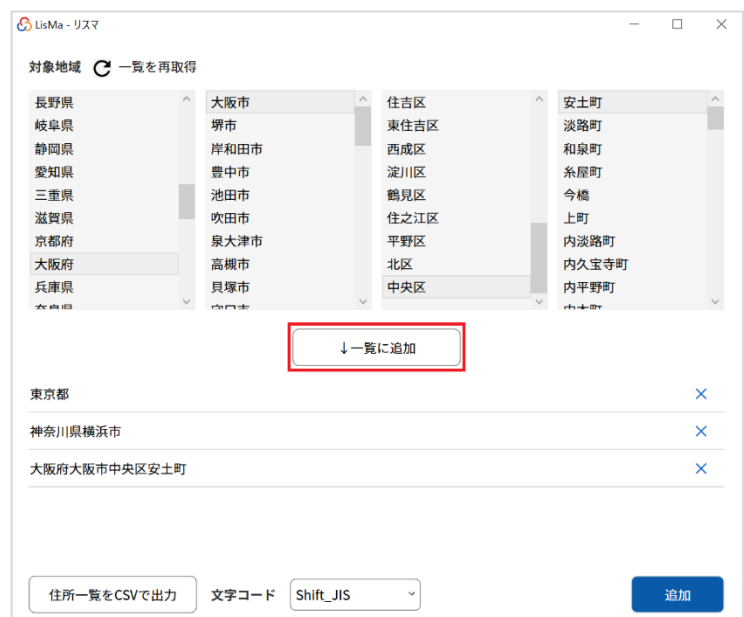 LisMa - リスマ
対象地域 一覧を再取得
長野県 大阪市 住吉区 安土町
岐阜県 堺市 東住吉区 淡路町
静岡県 岸和田市 西成区 和泉町
愛知県 豊中市 淀川区 糸屋町
三重県 池田市 鶴見区 今橋
滋賀県 吹田市 住之江区 上町
京都府 泉大津市 平野区 内淡路町
大阪府 高槻市 北区 内久宝寺町
兵庫県 貝塚市 中央区 内平野町
↓一覧に追加
東京都
神奈川県横浜市
大阪府大阪市中央区安土町
住所一覧をCSVで出力 文字コード Shift_JIS 追加